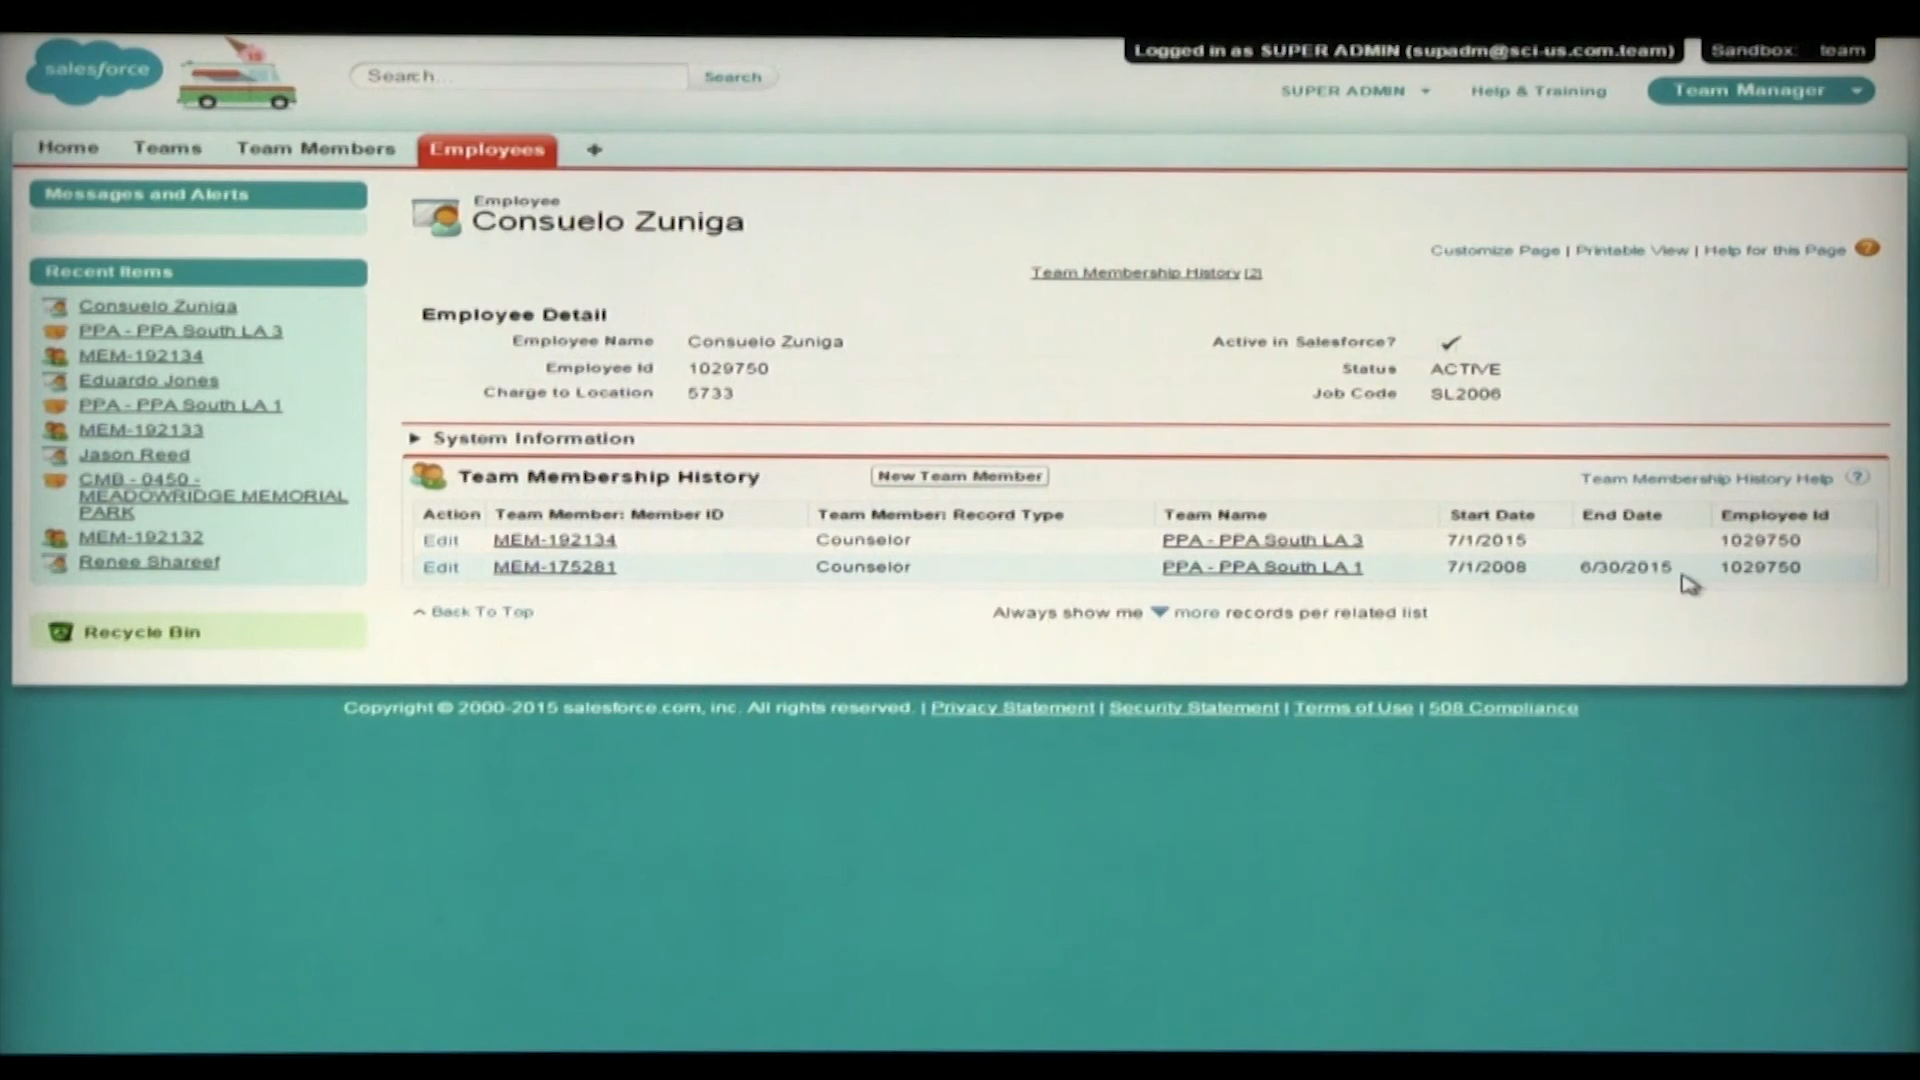 Logged in as SUPER ADMIN (supadm@sci-us.com.team)
Sandbox: team
salesforce
Search...
Search
SUPER ADMIN
Help & Training
Team Manager
Home
Teams
Team Members
Employees
+
Messages and Alerts
Recent Items
Consuelo Zuniga
PPA - PPA South LA 3
MEM-192134
Eduardo Jones
PPA - PPA South LA 1
MEM-192133
Jason Reed
CMB - 0450 -
MEADOWRIDGE MEMORIAL
PARK
MEM-192132
Renee Shareef
Recycle Bin
Employee
Consuelo Zuniga
Customize Page | Printable View | Help for this Page ?
Team Membership History [2]
Employee Detail
Employee Name Consuelo Zuniga Active in Salesforce? ✓
Employee Id 1029750 Status ACTIVE
Charge to Location 5733 Job Code SL2006
System Information
Team Membership History New Team Member Team Membership History Help ?
Action Team Member: Member ID Team Member: Record Type Team Name Start Date End Date Employee Id
Edit MEM-192134 Counselor PPA - PPA South LA 3 7/1/2015 1029750
Edit MEM-175281 Counselor PPA - PPA South LA 1 7/1/2008 6/30/2015 1029750
Back To Top Always show me more records per related list
Copyright © 2000-2015 salesforce.com, inc. All rights reserved. | Privacy Statement | Security Statement | Terms of Use | 508 Compliance